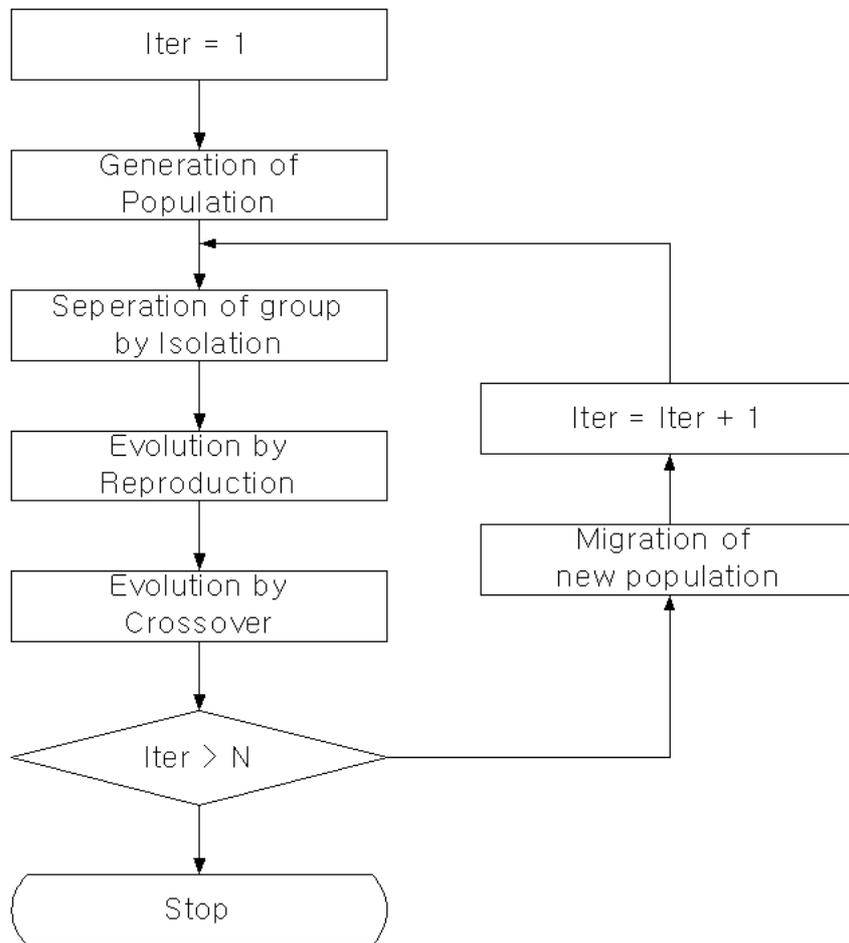 Iter = 1
Generation of
Population
Seperation of group
by Isolation
Evolution by
Reproduction
Evolution by
Crossover
Iter > N
Stop
Iter = Iter + 1
Migration of
new population